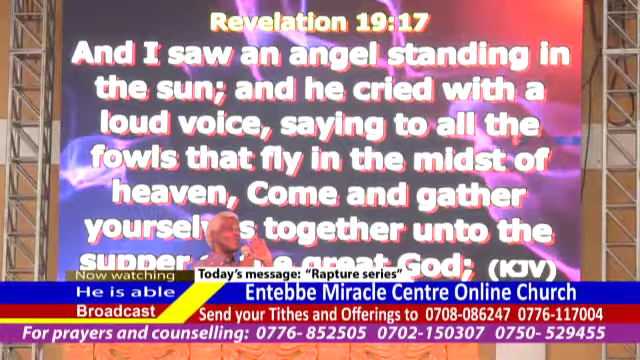 Revelation 19:17
And I saw an angel standing in
the sun; and he cried with a
loud voice, saying to all the
fowls that fly in the midst of
heaven, Come and gather
together unto the
supper great God; (KJV)
Now watching
Today's message: "Rapture series"
He is able
Entebbe Miracle Centre Online Church
Broadcast
Send your Tithes and Offerings to 0708-086247 0776-117004
For prayers and counselling: 0776- 852505 0702-150307 0750- 529455